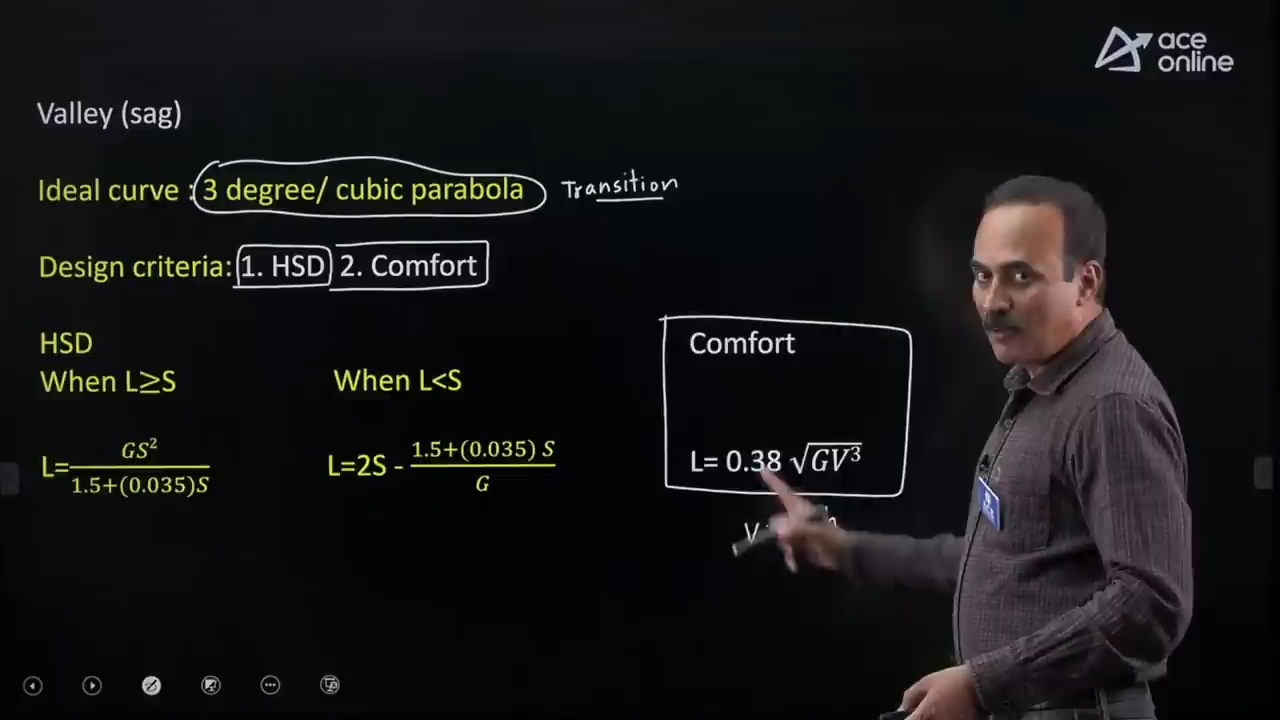 ace
online
Valley (sag)
Ideal curve : 3 degree/ cubic parabola Transition
Design criteria: 1. HSD 2. Comfort
HSD
When L≥S
When L<S
Comfort
L=GS²/1.5+(0.035)S
L=2S - 1.5+(0.035) S/G
L= 0.38 √GV³